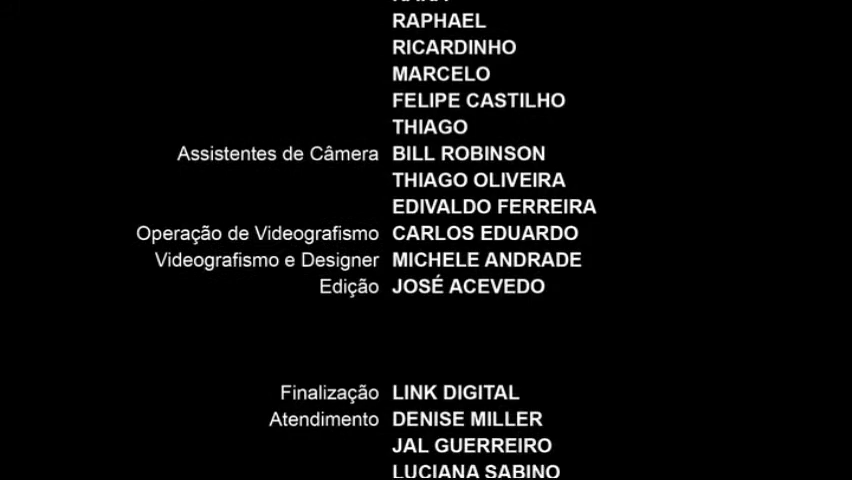 RAPHAEL
RICARDINHO
MARCELO
FELIPE CASTILHO
THIAGO
Assistentes de Câmera BILL ROBINSON
THIAGO OLIVEIRA
EDIVALDO FERREIRA
Operação de Videografismo CARLOS EDUARDO
Videografismo e Designer MICHELE ANDRADE
Edição JOSÉ ACEVEDO
Finalização LINK DIGITAL
Atendimento DENISE MILLER
JAL GUERREIRO
LUCIANA SABINO